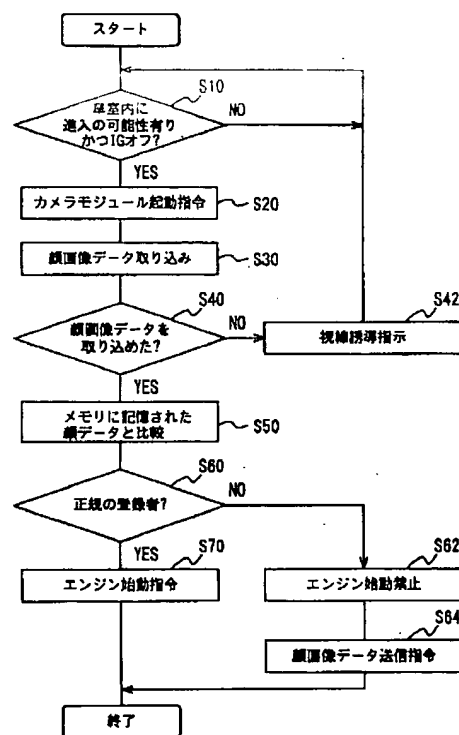 スタート
S10
車室内に
進入の可能性有り
かつIGオフ?
NO
YES
カメラモジュール起動指令
S20
顔画像データ取り込み
S30
S40
顔画像データを
取り込めた?
NO
S42
視線誘導指示
YES
メモリに記憶された
顔データと比較
S50
S60
正規の登録者?
NO
YES
S70
エンジン始動指令
S62
エンジン始動禁止
S64
顔画像データ送信指令
終了